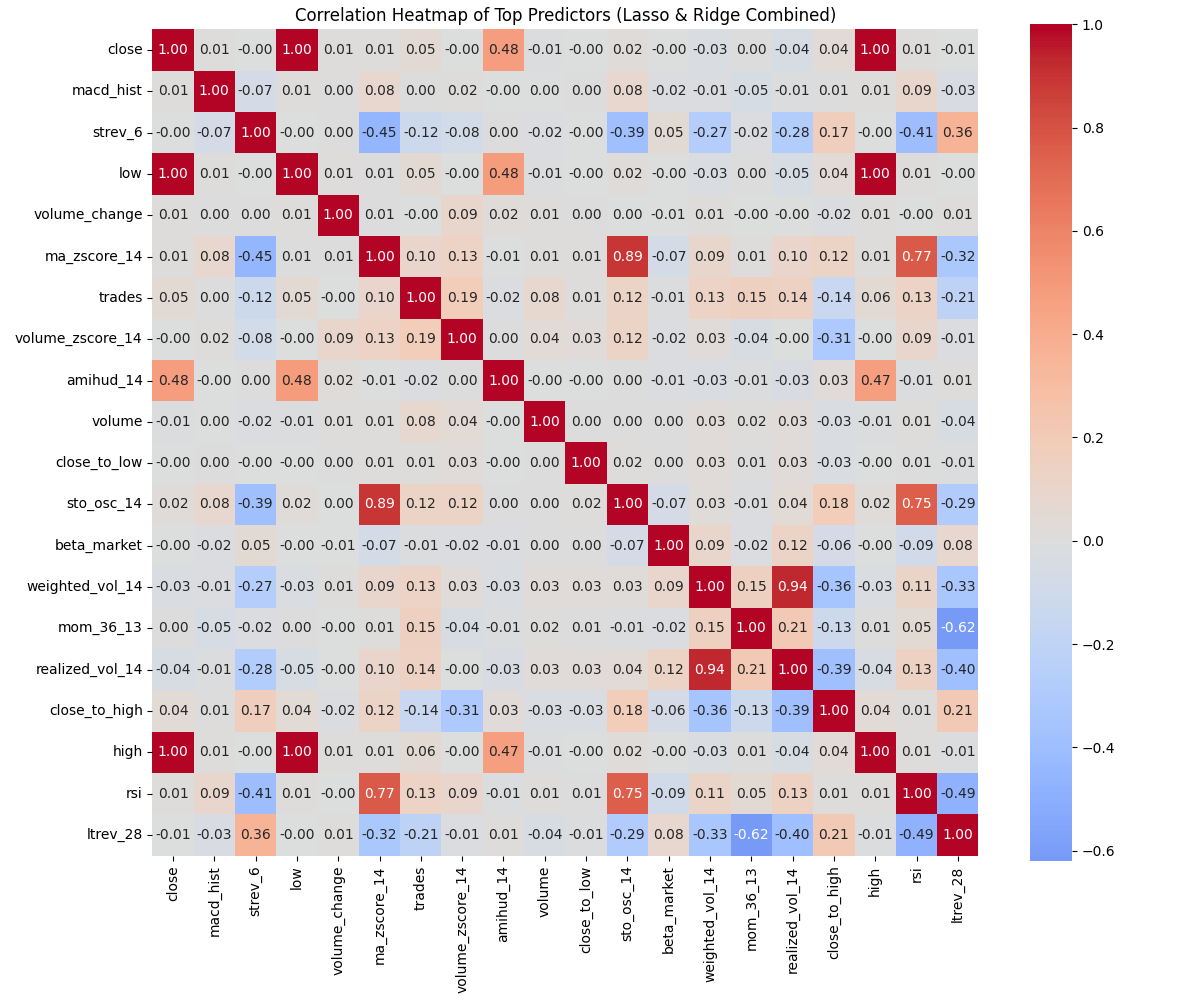 Correlation Heatmap of Top Predictors (Lasso & Ridge Combined)
close 1.00 0.01 -0.00 1.00 0.01 0.01 0.05 -0.00 0.48 -0.01 -0.00 0.02 -0.00 -0.03 0.00 -0.04 0.04 1.00 0.01 -0.01
macd_hist 0.01 1.00 -0.07 0.01 0.00 0.08 0.00 0.02 -0.00 0.00 -0.00 0.08 -0.02 -0.01 -0.05 -0.01 0.01 0.01 0.09 -0.03
strev_6 -0.00 -0.07 1.00 -0.00 0.00 -0.45 -0.12 -0.08 0.00 -0.02 -0.00 -0.39 0.05 -0.27 -0.02 -0.28 0.17 -0.00 -0.41 0.36
low 1.00 0.01 -0.00 1.00 0.01 0.01 0.05 -0.00 0.48 -0.01 -0.00 0.02 -0.00 -0.03 0.00 -0.05 0.04 1.00 0.01 -0.00
volume_change 0.01 0.00 0.00 0.01 1.00 0.01 -0.00 0.09 0.02 0.01 0.00 0.00 -0.01 0.01 -0.00 -0.00 -0.02 0.01 -0.00 0.01
ma_zscore_14 0.01 0.08 -0.45 0.01 0.01 1.00 0.10 0.13 -0.01 0.01 0.01 0.89 -0.07 0.09 0.01 0.10 0.12 0.01 0.77 -0.32
trades 0.05 0.00 -0.12 0.05 -0.00 0.10 1.00 0.19 -0.02 0.08 0.01 0.12 -0.01 0.13 0.15 0.14 -0.14 0.06 0.13 -0.21
volume_zscore_14 -0.00 0.02 -0.08 -0.00 0.09 0.13 0.19 1.00 0.00 0.04 0.03 0.12 -0.02 0.03 -0.04 -0.00 -0.31 -0.00 0.09 -0.01
amihud_14 0.48 -0.00 0.00 0.48 0.02 -0.01 -0.02 0.00 1.00 -0.00 -0.00 0.00 -0.01 -0.03 -0.01 -0.03 0.03 0.47 -0.01 0.01
volume -0.01 0.00 -0.02 -0.01 0.01 0.01 0.08 0.04 -0.00 1.00 0.00 0.00 0.00 0.03 0.02 0.03 -0.03 -0.01 0.01 -0.04
close_to_low -0.00 -0.00 -0.00 -0.00 0.00 0.01 0.01 0.03 -0.00 0.00 1.00 0.02 0.00 0.03 0.01 0.03 -0.03 -0.00 0.01 -0.01
sto_osc_14 0.02 0.08 -0.39 0.02 0.00 0.89 0.12 0.12 0.00 0.00 0.02 1.00 -0.07 0.03 -0.01 0.04 0.18 0.02 0.75 -0.29
beta_market -0.00 -0.02 0.05 -0.00 -0.01 -0.07 -0.01 -0.02 -0.01 0.00 0.00 -0.07 1.00 0.09 -0.02 0.12 -0.06 -0.00 -0.09 0.08
weighted_vol_14 -0.03 -0.01 -0.27 -0.03 0.01 0.09 0.13 0.03 -0.03 0.03 0.03 0.03 0.09 1.00 0.15 0.94 -0.36 -0.03 0.11 -0.33
mom_36_13 0.00 -0.05 -0.02 0.00 -0.00 0.01 0.15 -0.04 -0.01 0.02 0.01 -0.01 -0.02 0.15 1.00 0.21 -0.13 0.01 0.05 -0.62
realized_vol_14 -0.04 -0.01 -0.28 -0.05 -0.00 0.10 0.14 -0.00 -0.03 0.03 0.03 0.04 0.12 0.94 0.21 1.00 -0.39 -0.04 0.13 -0.40
close_to_high 0.04 0.01 0.17 0.04 -0.02 0.12 -0.14 -0.31 0.03 -0.03 -0.03 0.18 -0.06 -0.36 -0.13 -0.39 1.00 0.04 0.01 0.21
high 1.00 0.01 -0.00 1.00 0.01 0.01 0.06 -0.00 0.47 -0.01 -0.00 0.02 -0.00 -0.03 0.01 -0.04 0.04 1.00 0.01 -0.01
rsi 0.01 0.09 -0.41 0.01 -0.00 0.77 0.13 0.09 -0.01 0.01 0.01 0.75 -0.09 0.11 0.05 0.13 0.01 0.01 1.00 -0.49
ltrev_28 -0.01 -0.03 0.36 -0.00 0.01 -0.32 -0.21 -0.01 0.01 -0.04 -0.01 -0.29 0.08 -0.33 -0.62 -0.40 0.21 -0.01 -0.49 1.00
close macd_hist strev_6 low volume_change ma_zscore_14 trades volume_zscore_14 amihud_14 volume close_to_low sto_osc_14 beta_market weighted_vol_14 mom_36_13 realized_vol_14 close_to_high high rsi ltrev_28
1.0
0.8
0.6
0.4
0.2
0.0
−0.2
−0.4
−0.6